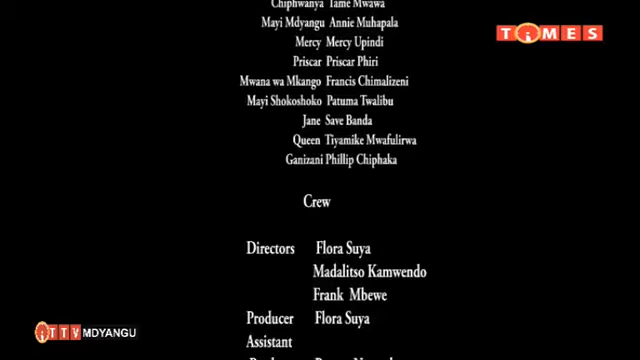 Chiphwanya Tame Mwawa
TiMES
Mayi Mdyangu Annie Muhapala
Mercy Mercy Upindi
Priscar Priscar Phiri
Mwana wa Mkango Francis Chimalizeni
Mayi Shokoshoko Patuma Twalibu
Jane Save Banda
Queen Tiyamike Mwafulirwa
Ganizani Phillip Chiphaka
Crew
Directors Flora Suya
Madalitso Kamwendo
Frank Mbewe
Producer Flora Suya
TTV MDYANGU
Assistant